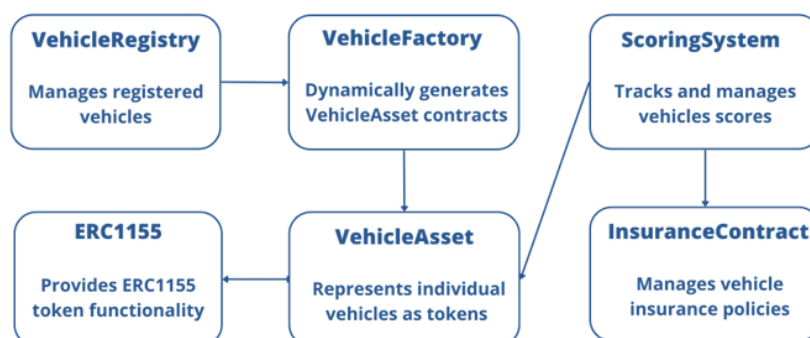 VehicleRegistry
Manages registered
vehicles
VehicleFactory
Dynamically generates
VehicleAsset contracts
ScoringSystem
Tracks and manages
vehicles scores
ERC1155
Provides ERC1155
token functionality
VehicleAsset
Represents individual
vehicles as tokens
InsuranceContract
Manages vehicle
insurance policies